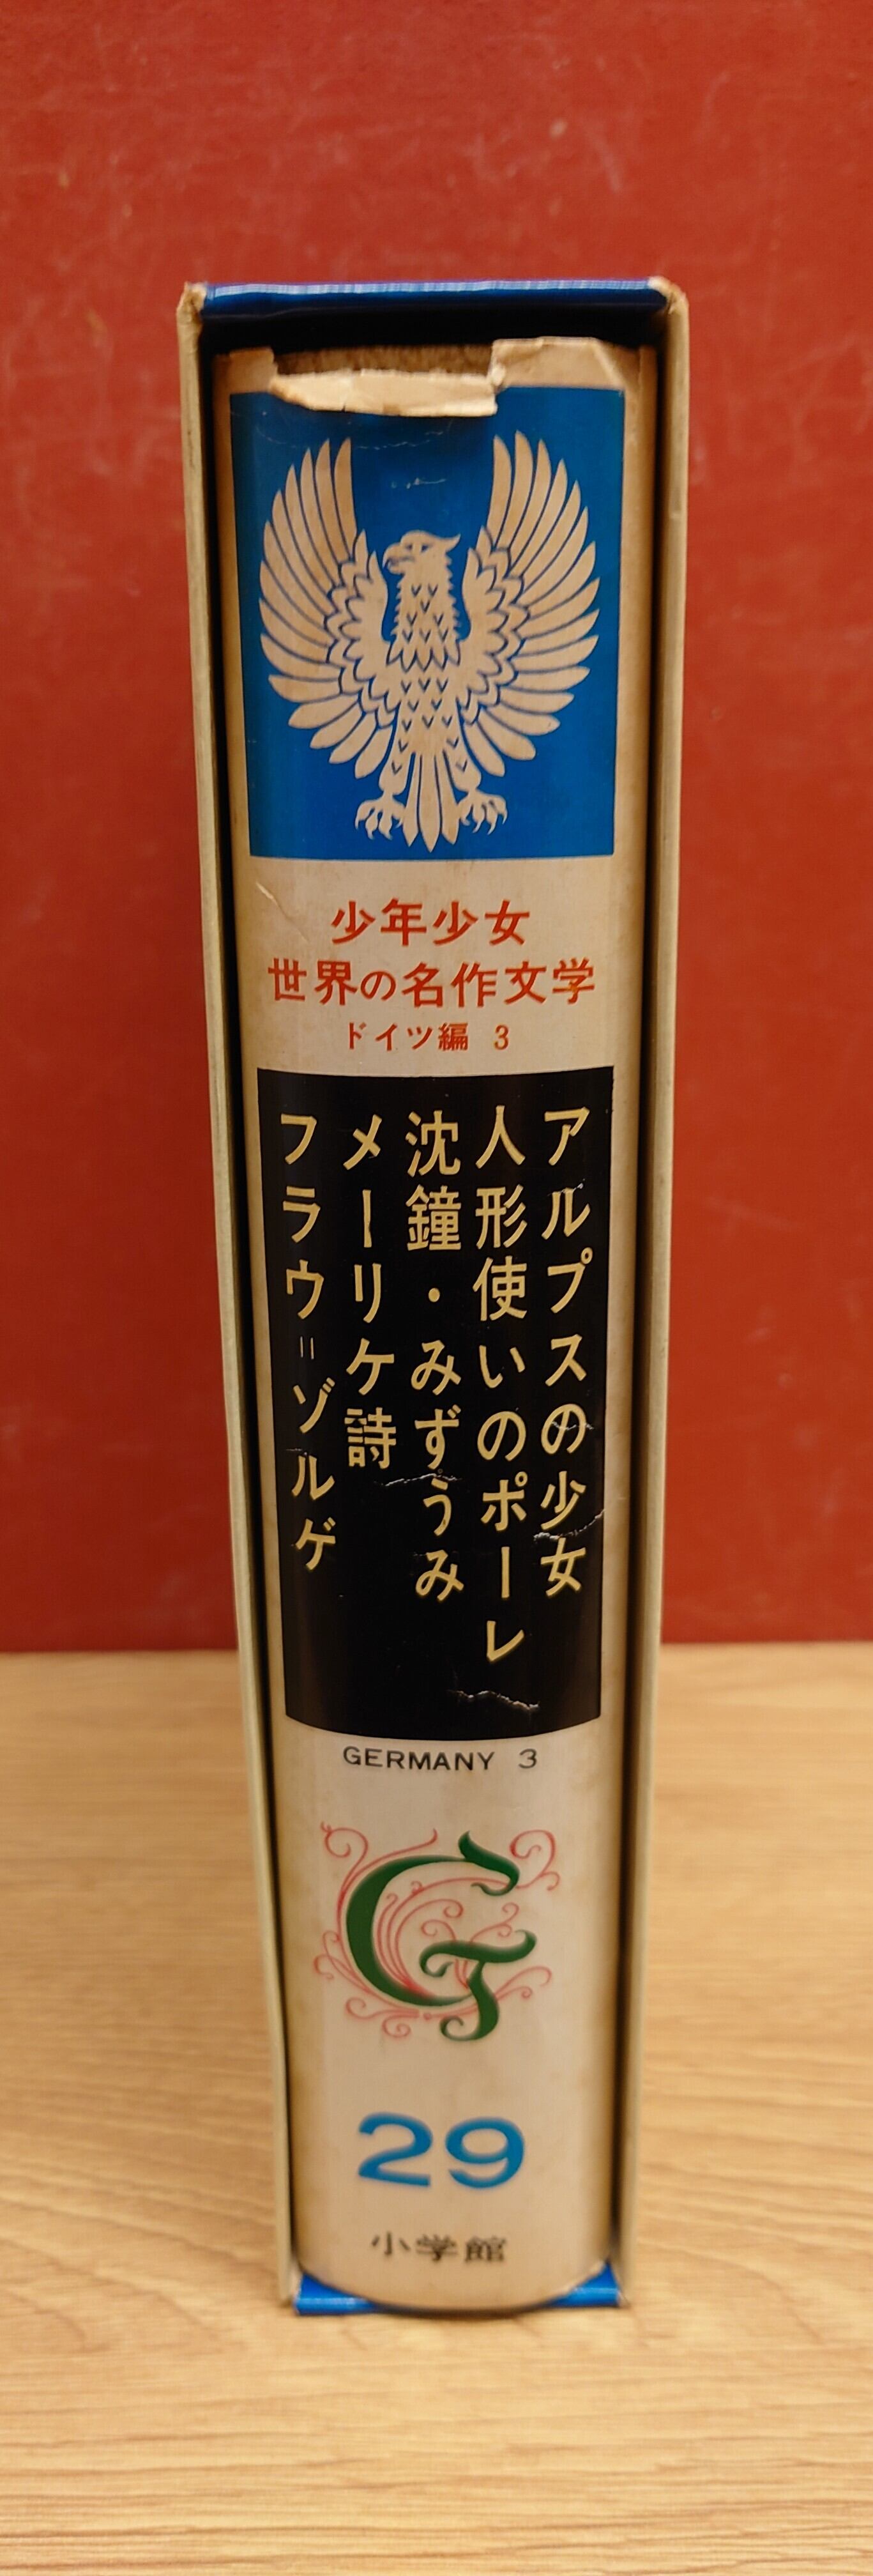 少年少女
世界の名作文学
ドイツ編 3
アルプスの少女
人形使いのポーレ
沈鐘・みずうみ
メーリケ詩
フラウ＝ゾルゲ
GERMANY 3
G
29
小学館